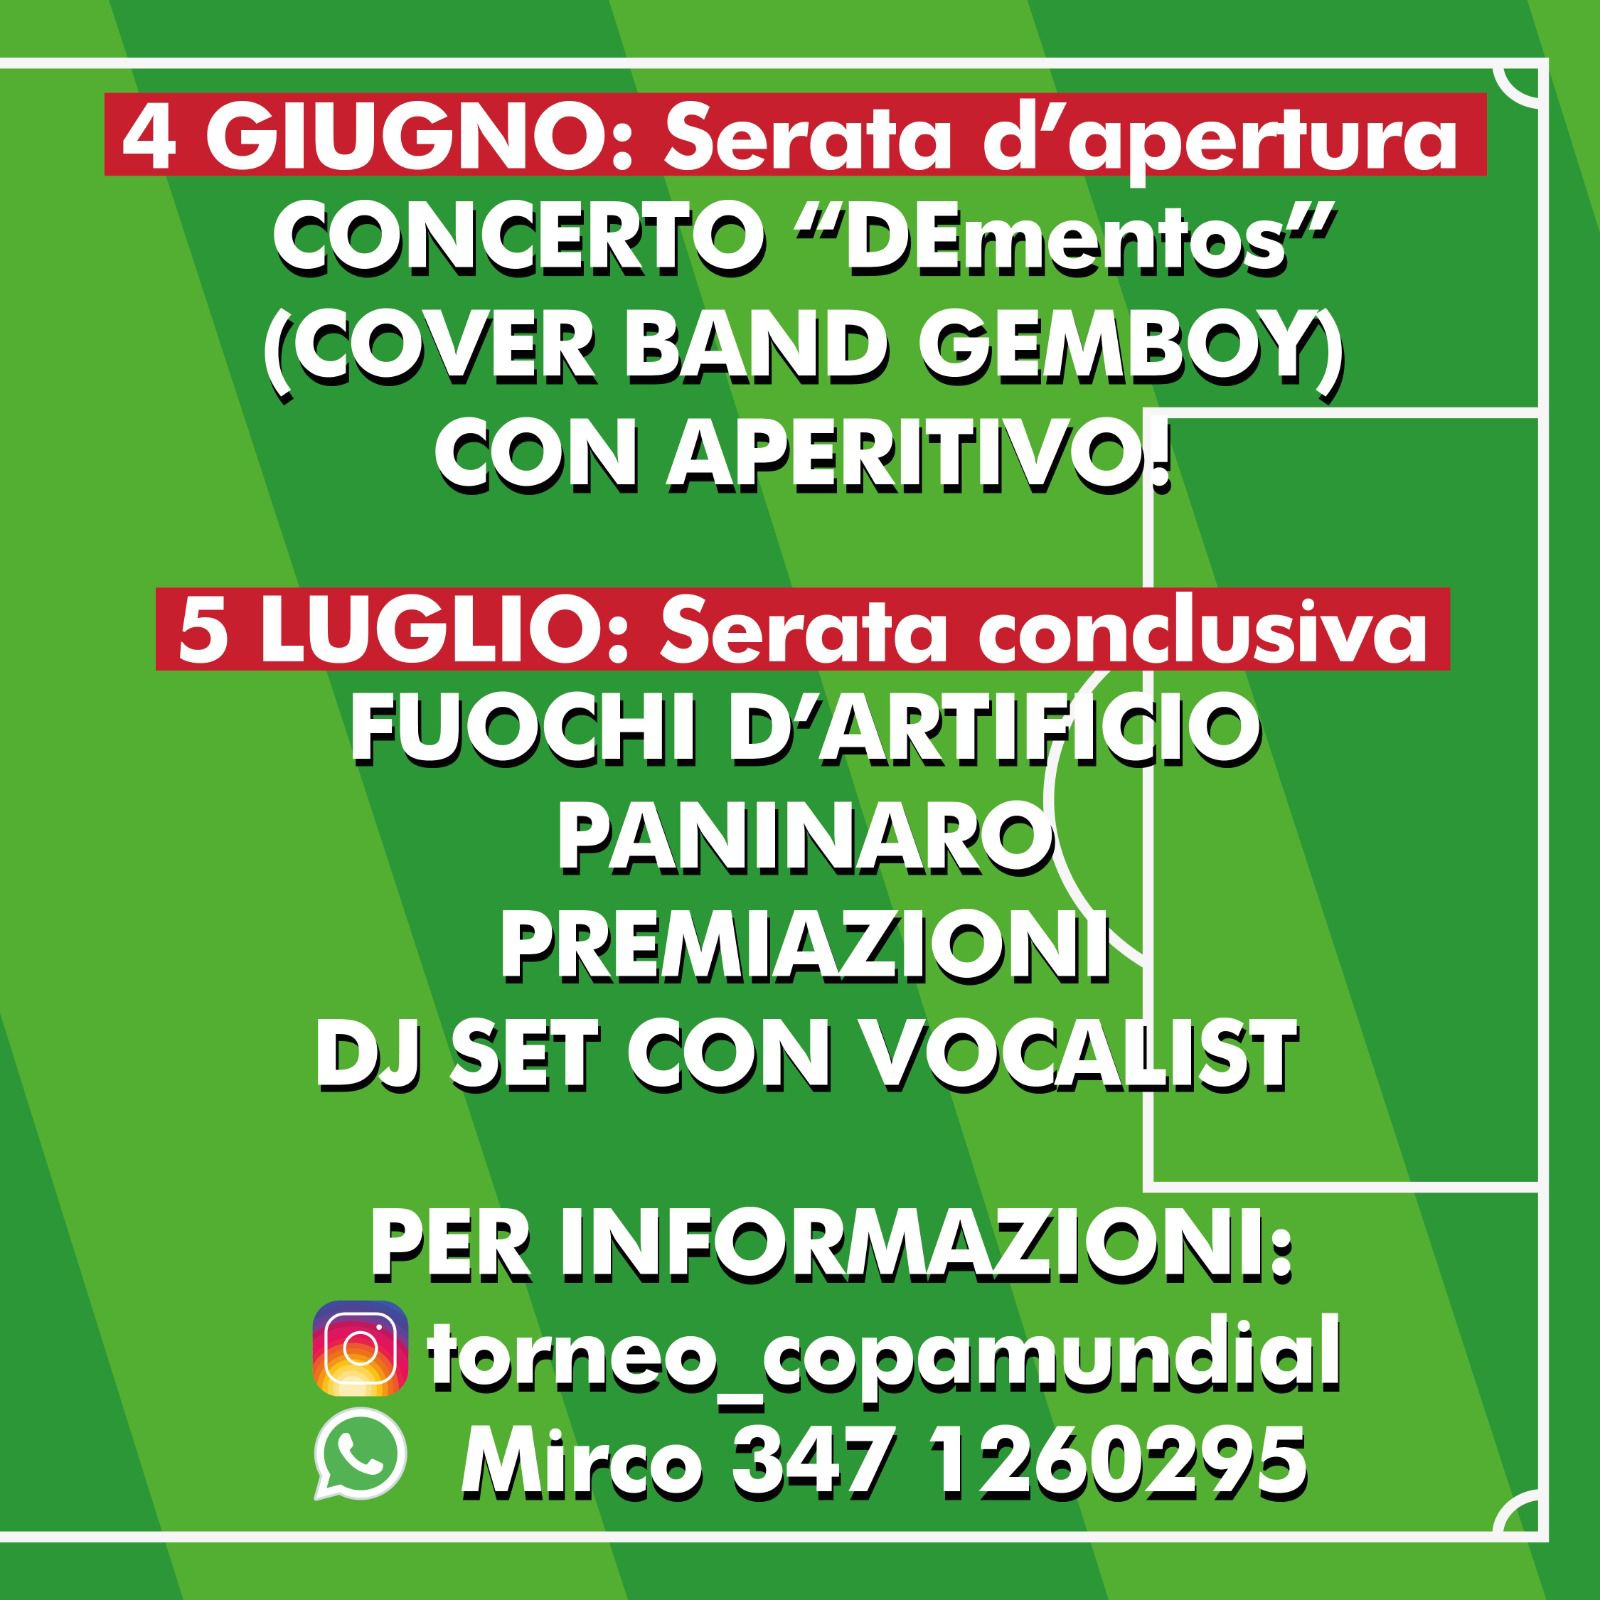 4 GIUGNO: Serata d’apertura
CONCERTO “DEmentos”
(COVER BAND GEMBOY)
CON APERITIVO!
5 LUGLIO: Serata conclusiva
FUOCHI D’ARTIFICIO
PANINARO
PREMIAZIONI
DJ SET CON VOCALIST
PER INFORMAZIONI:
torneo_copamundial
Mirco 347 1260295